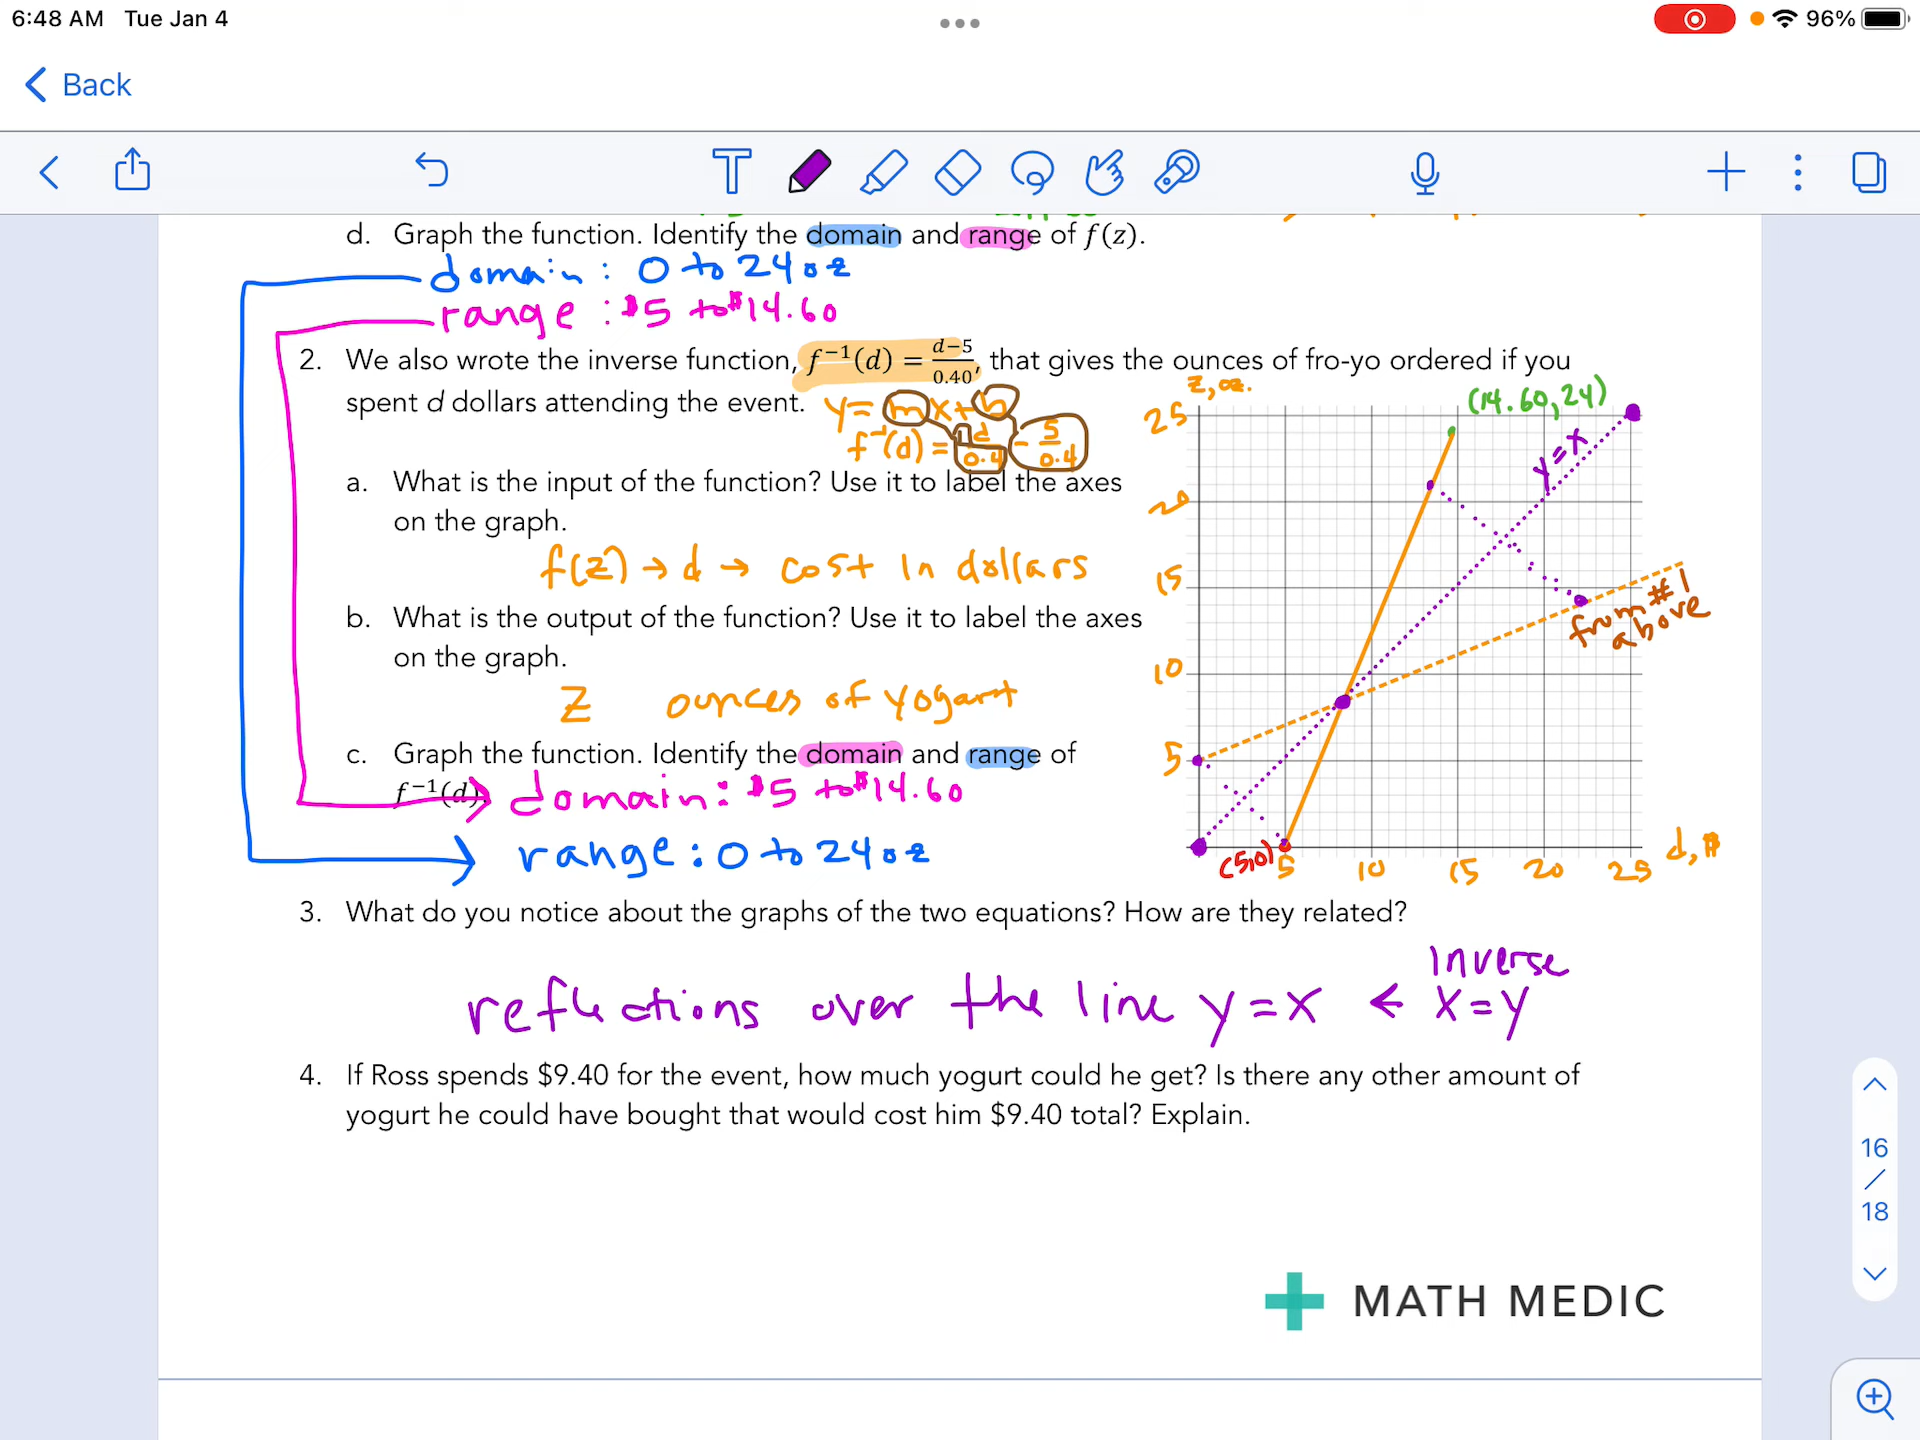 6:48 AM Tue Jan 4
96%
Back
d. Graph the function. Identify the domain and range of f(z).
domain: 0 to 24 oz
range: $5 to $14.60
2. We also wrote the inverse function, f⁻¹(d) = (d−5)/0.40, that gives the ounces of fro-yo ordered if you
spent d dollars attending the event.
y = mx+b
f⁻¹(d) = 1d/0.4 - 5/0.4
a. What is the input of the function? Use it to label the axes
on the graph.
f(z) → d → cost in dollars
b. What is the output of the function? Use it to label the axes
on the graph.
z ounces of yogurt
c. Graph the function. Identify the domain and range of
f⁻¹(d).
domain: $5 to $14.60
range: 0 to 24 oz
z, oz.
25
20
15
10
5
(14.60, 24)
y=x
from #1
above
(5,0)
5 10 15 20 25
d, $
3. What do you notice about the graphs of the two equations? How are they related?
inverse
reflections over the line y=x ← x=y
4. If Ross spends $9.40 for the event, how much yogurt could he get? Is there any other amount of
yogurt he could have bought that would cost him $9.40 total? Explain.
16
/
18
MATH MEDIC